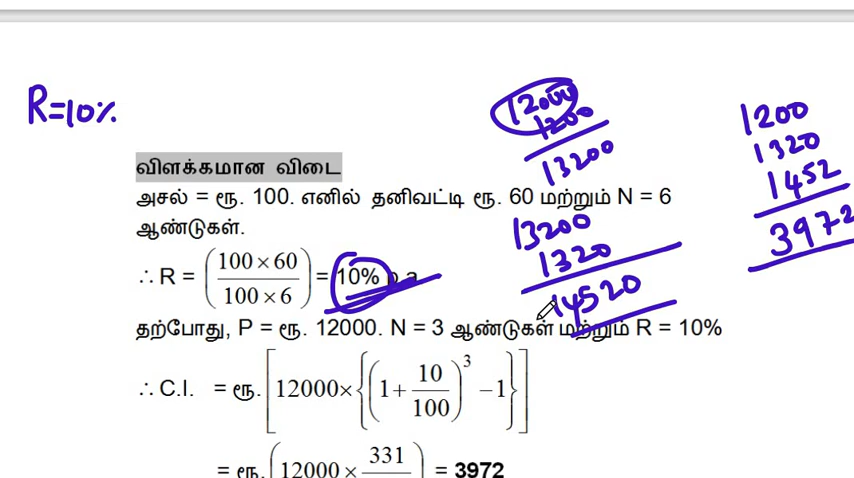 R=10%
12000
1200
13200
13200
1320
14520
1200
1320
1452
3972
விளக்கமான விடை
அசல் = ரூ. 100. எனில் தனிவட்டி ரூ. 60 மற்றும் N = 6
ஆண்டுகள்.
∴ R = (100 × 60 / 100 × 6) = 10% p.a
தற்போது, P = ரூ. 12000. N = 3 ஆண்டுகள் மற்றும் R = 10%
∴ C.I. = ரூ. [12000 × {(1 + 10/100)³ − 1}]
= ரூ. (12000 × 331) = 3972